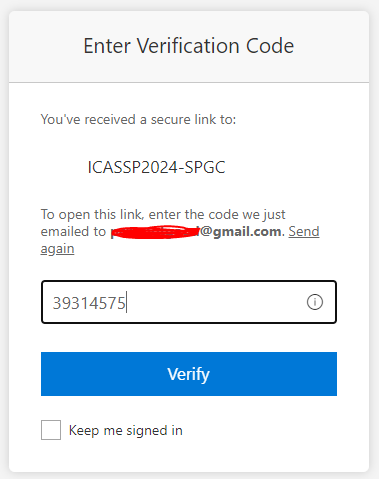 Enter Verification Code
You've received a secure link to:
ICASSP2024-SPGC
To open this link, enter the code we just
emailed to @gmail.com. Send
again
39314575
Verify
Keep me signed in